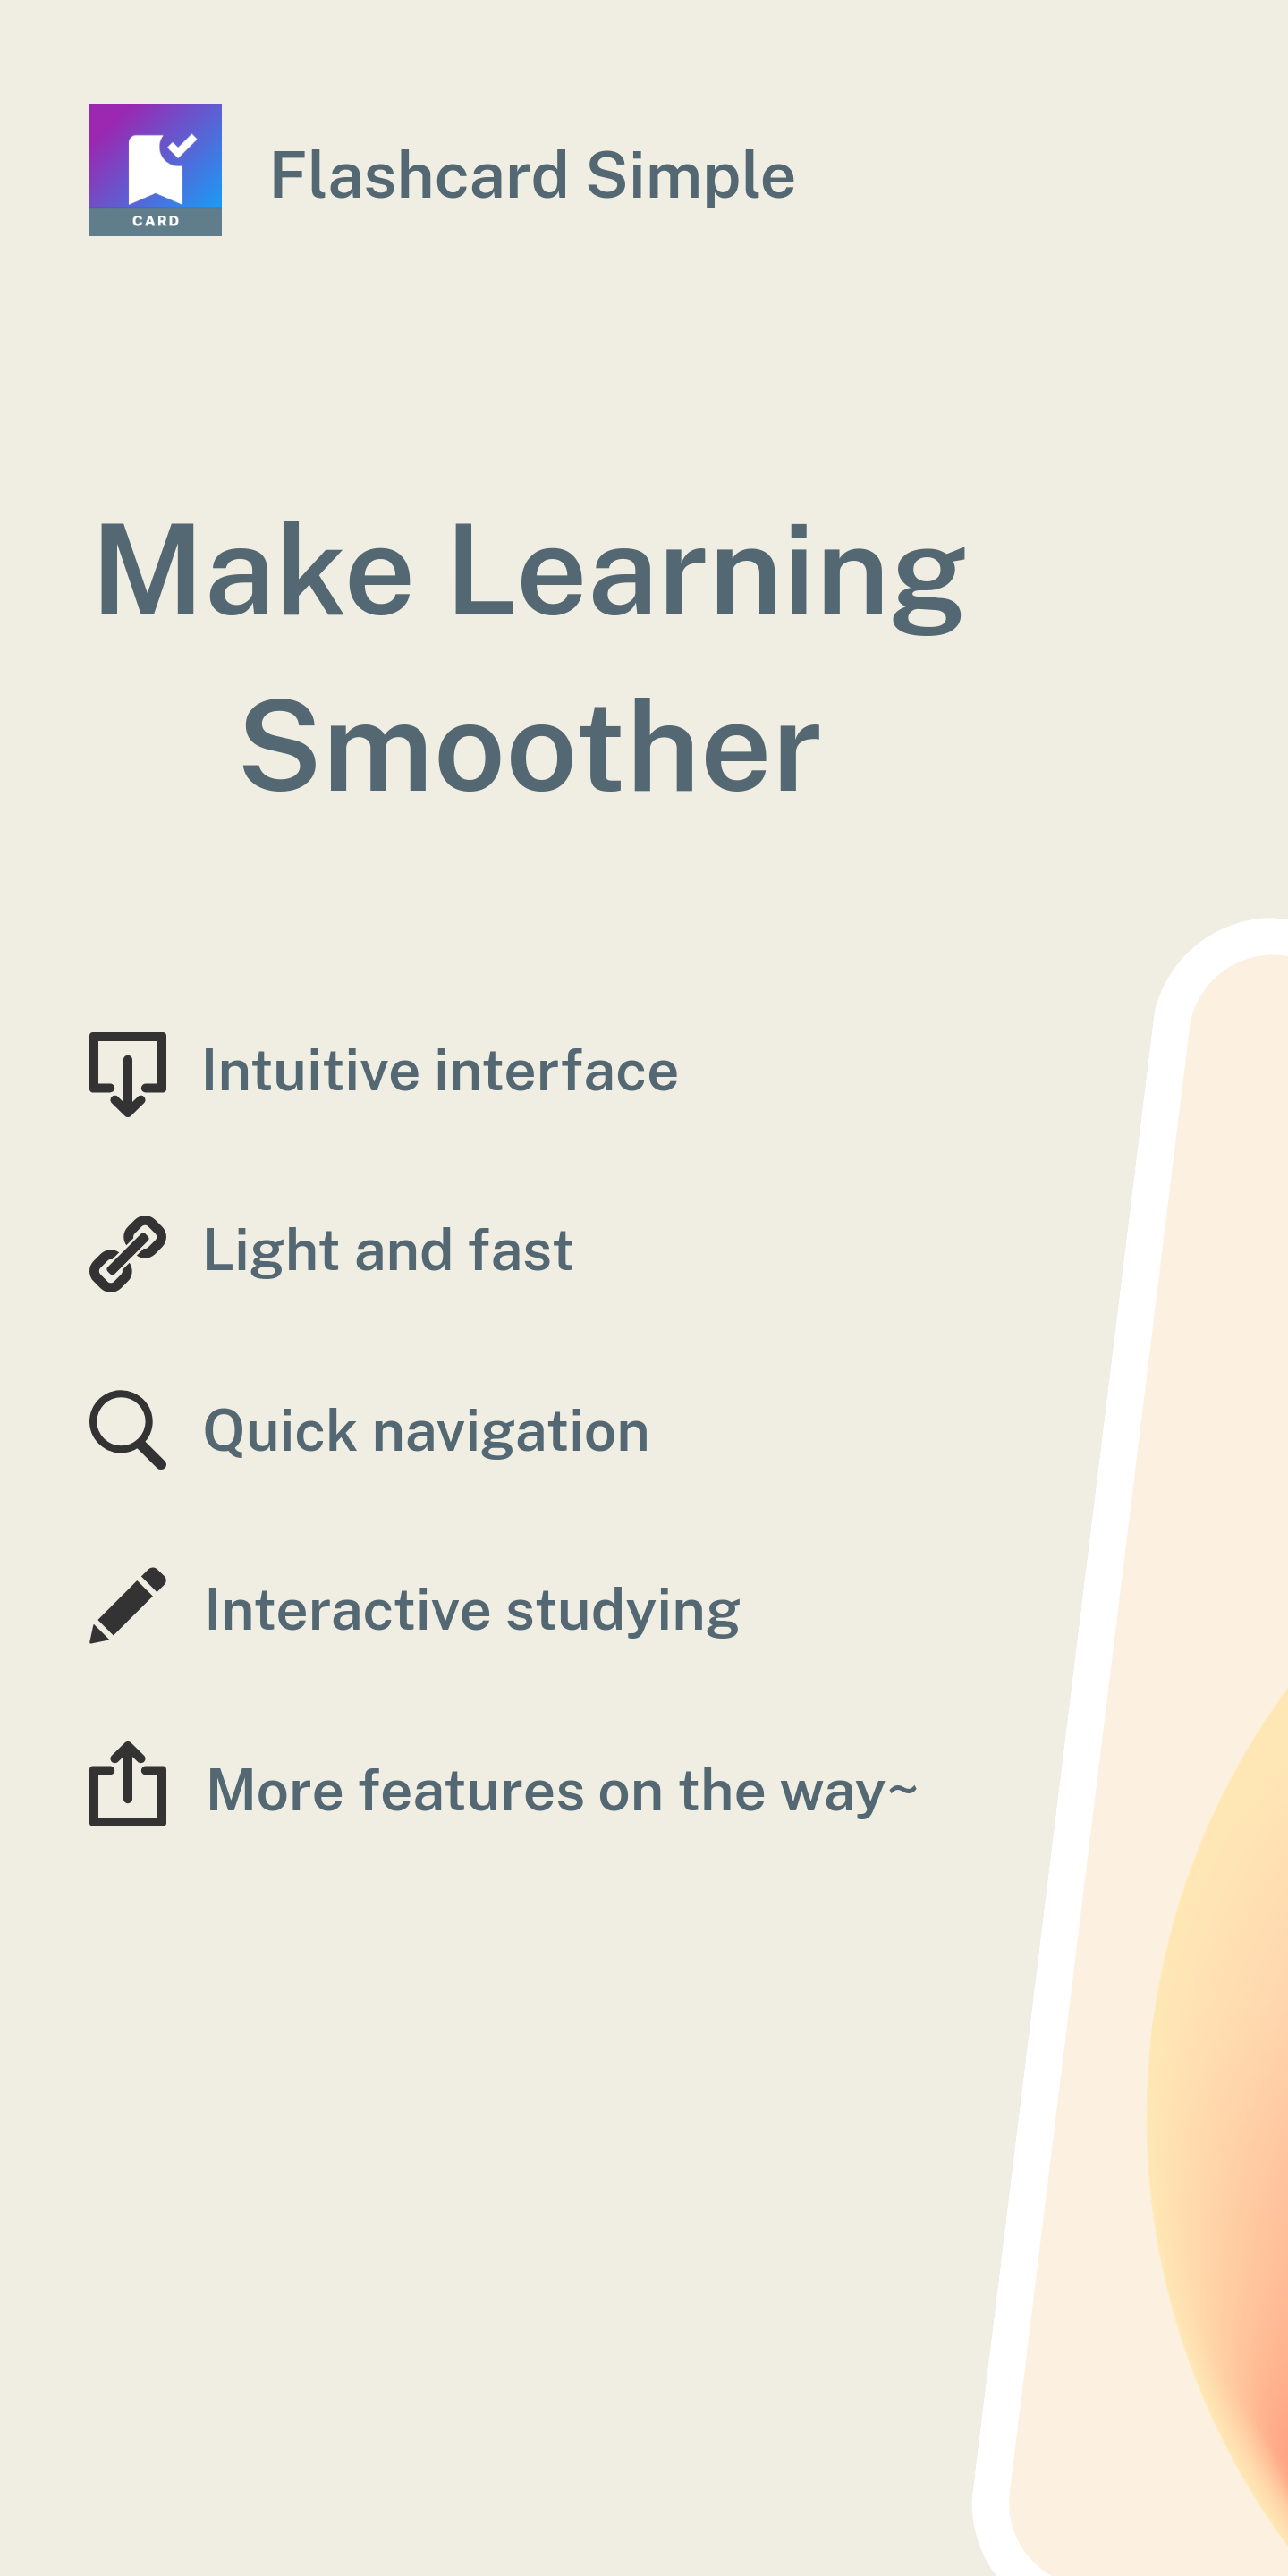 CARD
Flashcard Simple
Make Learning
Smoother
Intuitive interface
Light and fast
Quick navigation
Interactive studying
More features on the way~